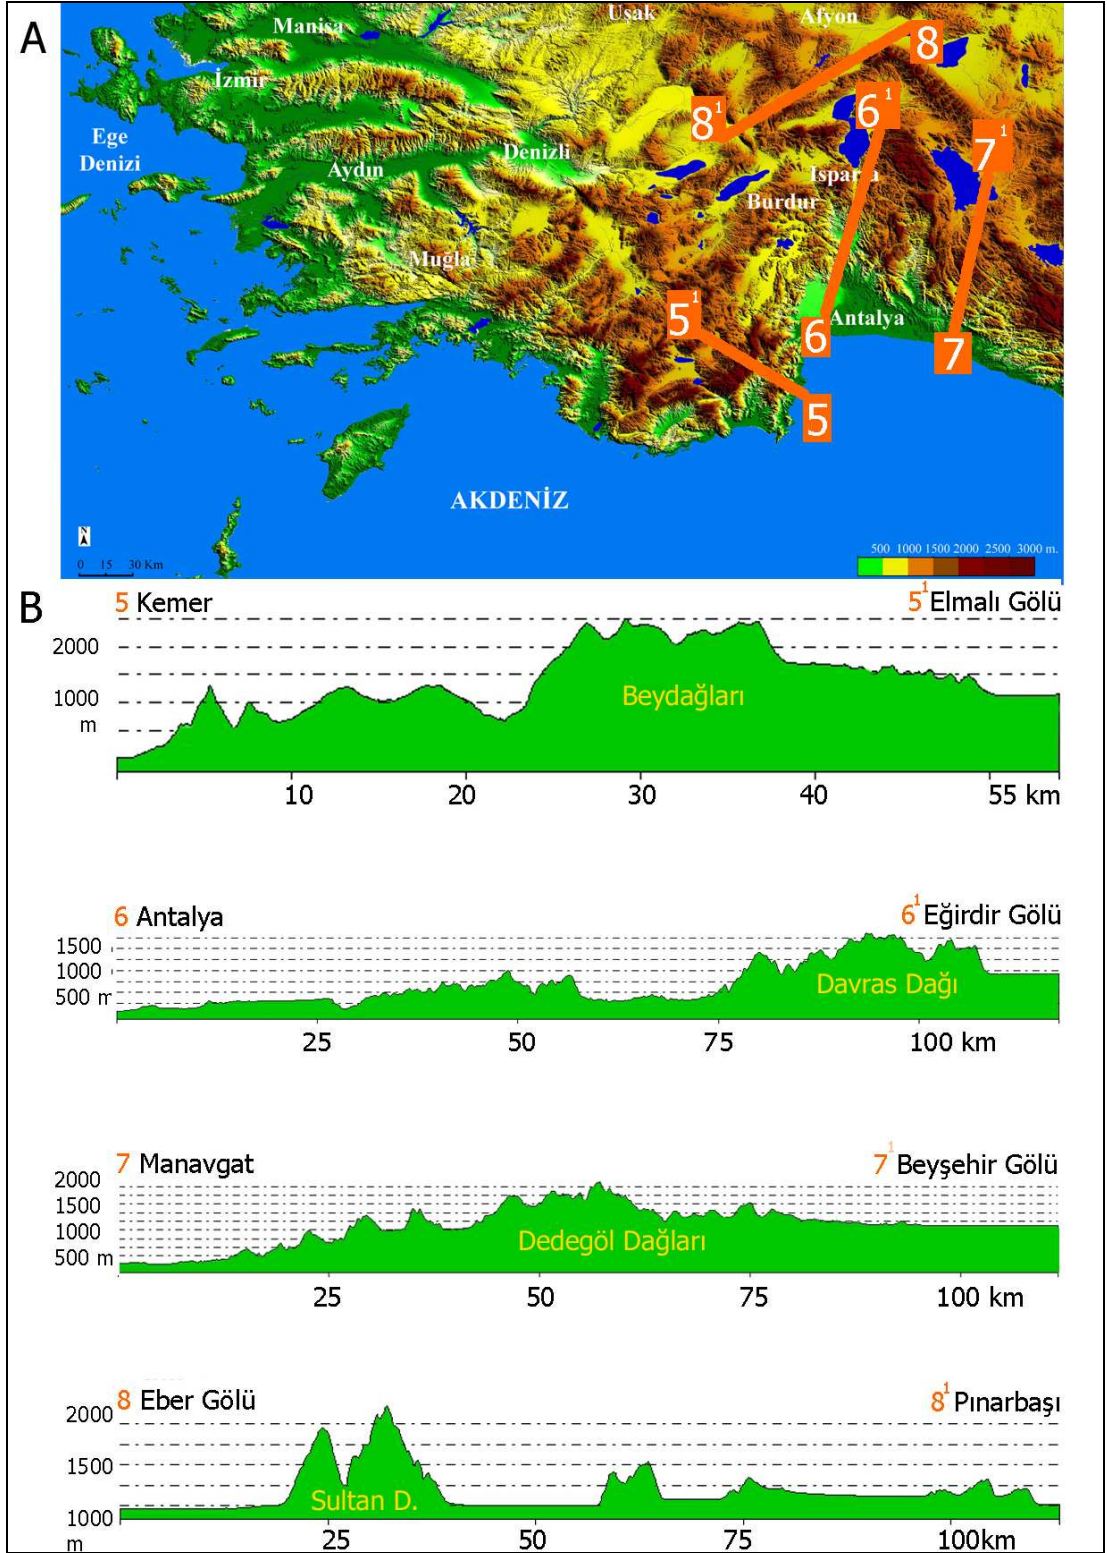 A
Manisa
Uşak
Afyon
8
İzmir
6¹
8¹
Ege
Denizi
7¹
Denizli
Aydın
Isparta
Burdur
Muğla
5¹
6
Antalya
7
5
AKDENİZ
N
0 15 30 Km
500 1000 1500 2000 2500 3000 m.
B
5 Kemer
5¹ Elmalı Gölü
2000
1000
m
Beydağları
10 20 30 40 55 km
6 Antalya
6¹ Eğirdir Gölü
1500
1000
500 m
Davras Dağı
25 50 75 100 km
7 Manavgat
7¹ Beyşehir Gölü
2000
1500
1000
500 m
Dedegöl Dağları
25 50 75 100 km
8 Eber Gölü
8¹ Pınarbaşı
2000
1500
1000
m
Sultan D.
25 50 75 100km